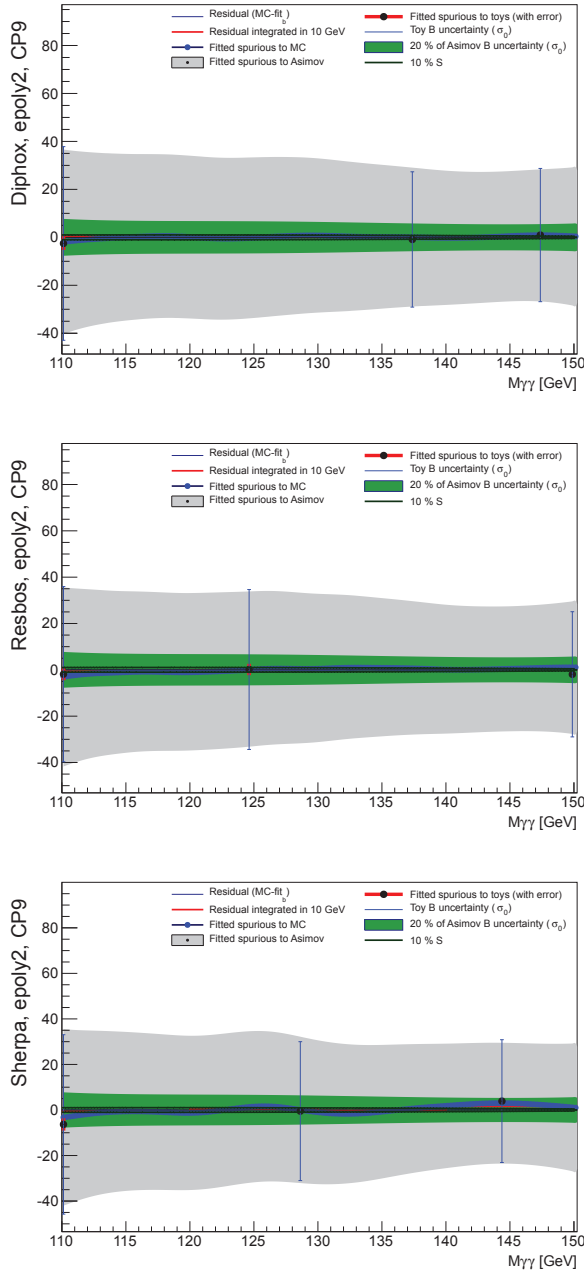 Residual (MC-fit_b)
Residual integrated in 10 GeV
Fitted spurious to MC
Fitted spurious to Asimov
Fitted spurious to toys (with error)
Toy B uncertainty (σ₀)
20 % of Asimov B uncertainty (σ₀)
10 % S
Diphox, epoly2, CP9
80
60
40
20
0
-20
-40
110 115 120 125 130 135 140 145 150
Mγγ [GeV]
Residual (MC-fit_b)
Residual integrated in 10 GeV
Fitted spurious to MC
Fitted spurious to Asimov
Fitted spurious to toys (with error)
Toy B uncertainty (σ₀)
20 % of Asimov B uncertainty (σ₀)
10 % S
Resbos, epoly2, CP9
80
60
40
20
0
-20
-40
110 115 120 125 130 135 140 145 150
Mγγ [GeV]
Residual (MC-fit_b)
Residual integrated in 10 GeV
Fitted spurious to MC
Fitted spurious to Asimov
Fitted spurious to toys (with error)
Toy B uncertainty (σ₀)
20 % of Asimov B uncertainty (σ₀)
10 % S
Sherpa, epoly2, CP9
80
60
40
20
0
-20
-40
110 115 120 125 130 135 140 145 150
Mγγ [GeV]